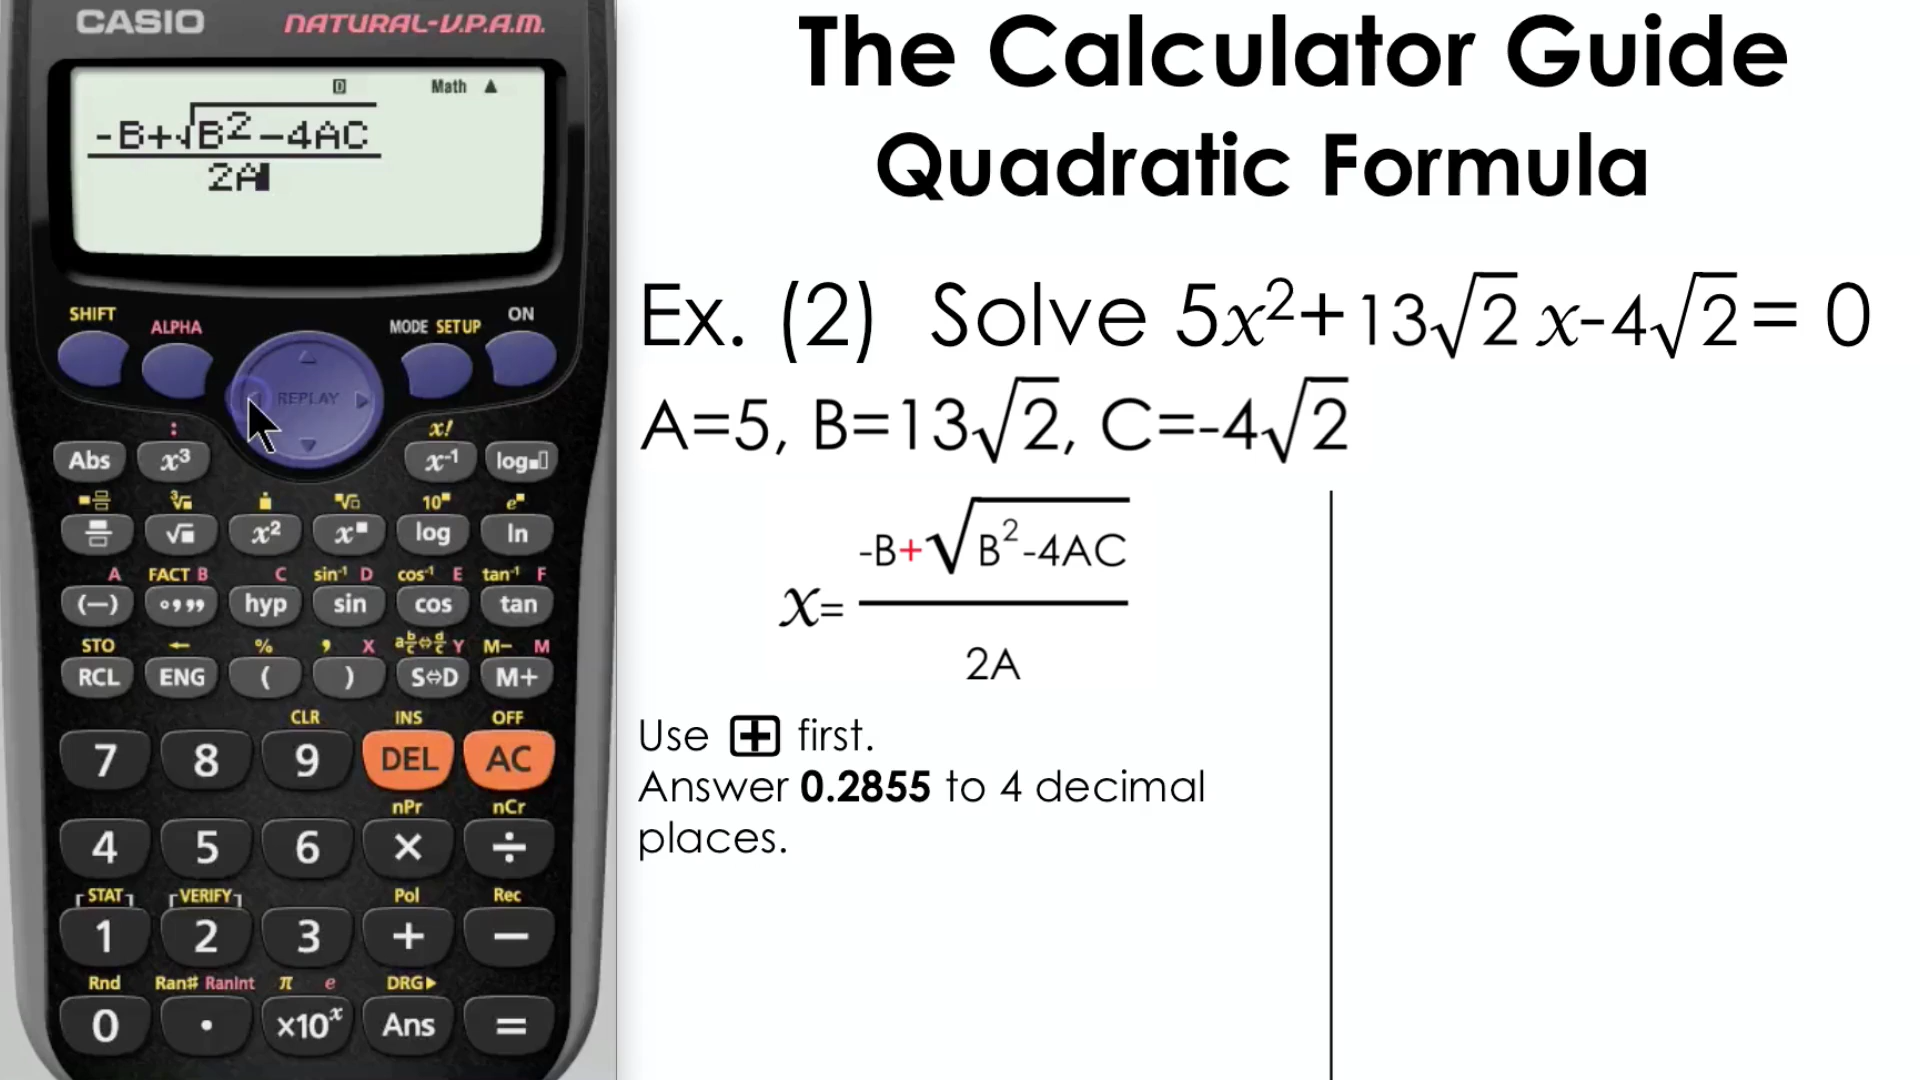 CASIO NATURAL-V.P.A.M.
D Math ▲
-B+√B²-4AC
2A
SHIFT ALPHA MODE SETUP ON
REPLAY
: x!
Abs x³ x⁻¹ log
³√ 10 e
√ x² x log ln
A FACT B C sin⁻¹ D cos⁻¹ E tan⁻¹ F
(−) °’’’ hyp sin cos tan
STO ← % , X a b/c⇔d/c Y M− M
RCL ENG ( ) S⇔D M+
CLR INS OFF
7 8 9 DEL AC
nPr nCr
4 5 6 × ÷
STAT VERIFY Pol Rec
1 2 3 + −
Rnd Ran# RanInt π e DRG▶
0 . ×10ˣ Ans =
The Calculator Guide
Quadratic Formula
Ex. (2) Solve 5x²+13√2 x-4√2= 0
A=5, B=13√2, C=-4√2
-B+√B²-4AC
x=
2A
Use + first.
Answer 0.2855 to 4 decimal
places.